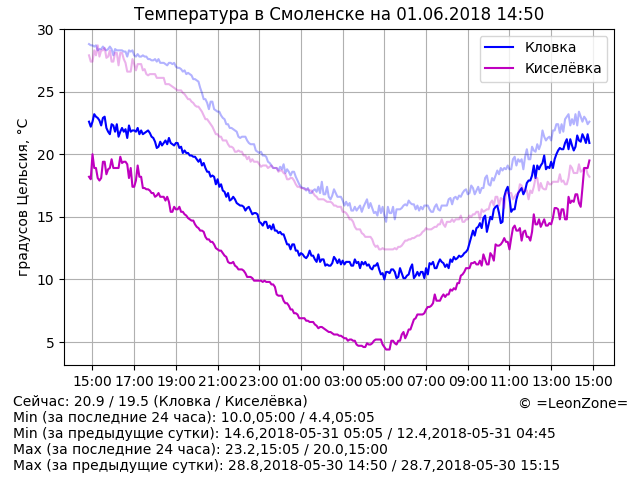 Температура в Смоленске на 01.06.2018 14:50
градусов Цельсия, °C
30
25
20
15
10
5
Кловка
Киселёвка
15:00 17:00 19:00 21:00 23:00 01:00 03:00 05:00 07:00 09:00 11:00 13:00 15:00
Сейчас: 20.9 / 19.5 (Кловка / Киселёвка)
© =LeonZone=
Min (за последние 24 часа): 10.0,05:00 / 4.4,05:05
Min (за предыдущие сутки): 14.6,2018-05-31 05:05 / 12.4,2018-05-31 04:45
Max (за последние 24 часа): 23.2,15:05 / 20.0,15:00
Max (за предыдущие сутки): 28.8,2018-05-30 14:50 / 28.7,2018-05-30 15:15